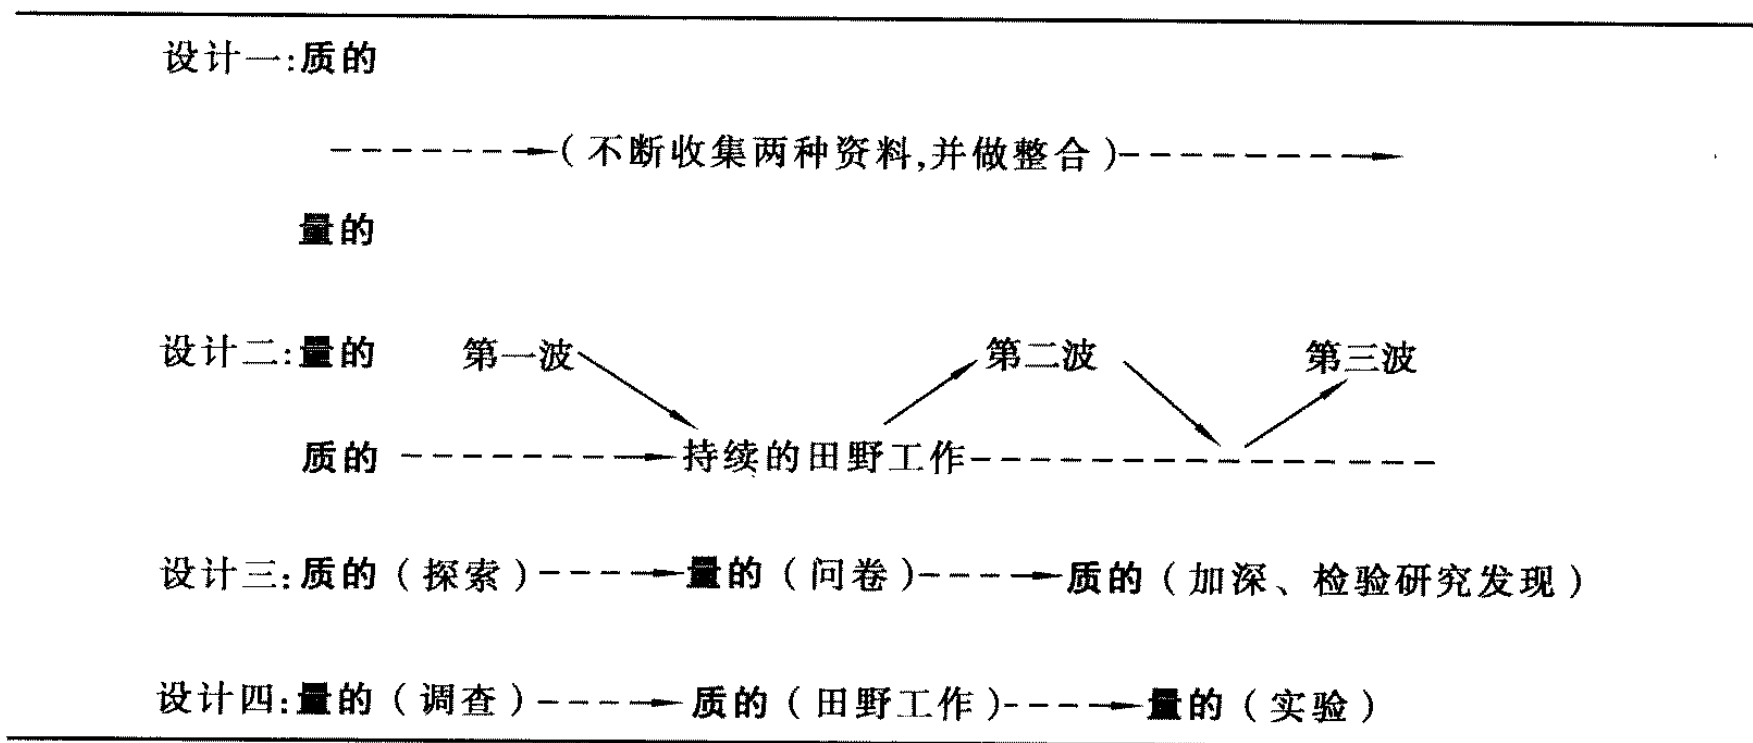 设计一:质的
(不断收集两种资料,并做整合)
量的
设计二:量的 第一波 第二波 第三波
质的 持续的田野工作
设计三:质的(探索) 量的(问卷) 质的(加深、检验研究发现)
设计四:量的(调查) 质的(田野工作) 量的(实验)